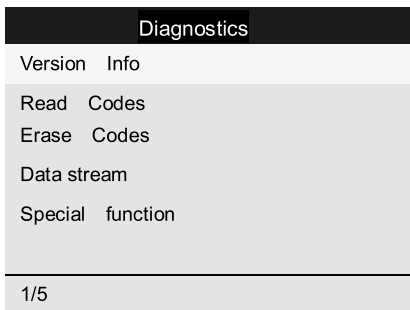 Diagnostics
Version Info
Read Codes
Erase Codes
Data stream
Special function
1/5